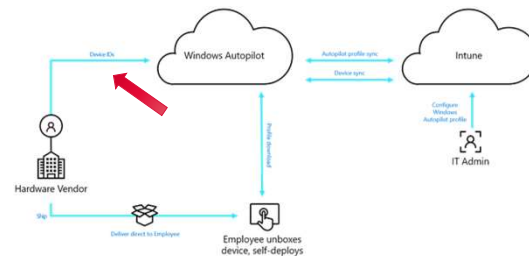 Device IDs
Windows Autopilot
Autopilot profile sync
Device sync
Intune
Configure
Windows
Autopilot profile
IT Admin
Profile download
Hardware Vendor
Ship
Deliver direct to Employee
Employee unboxes
device, self-deploys